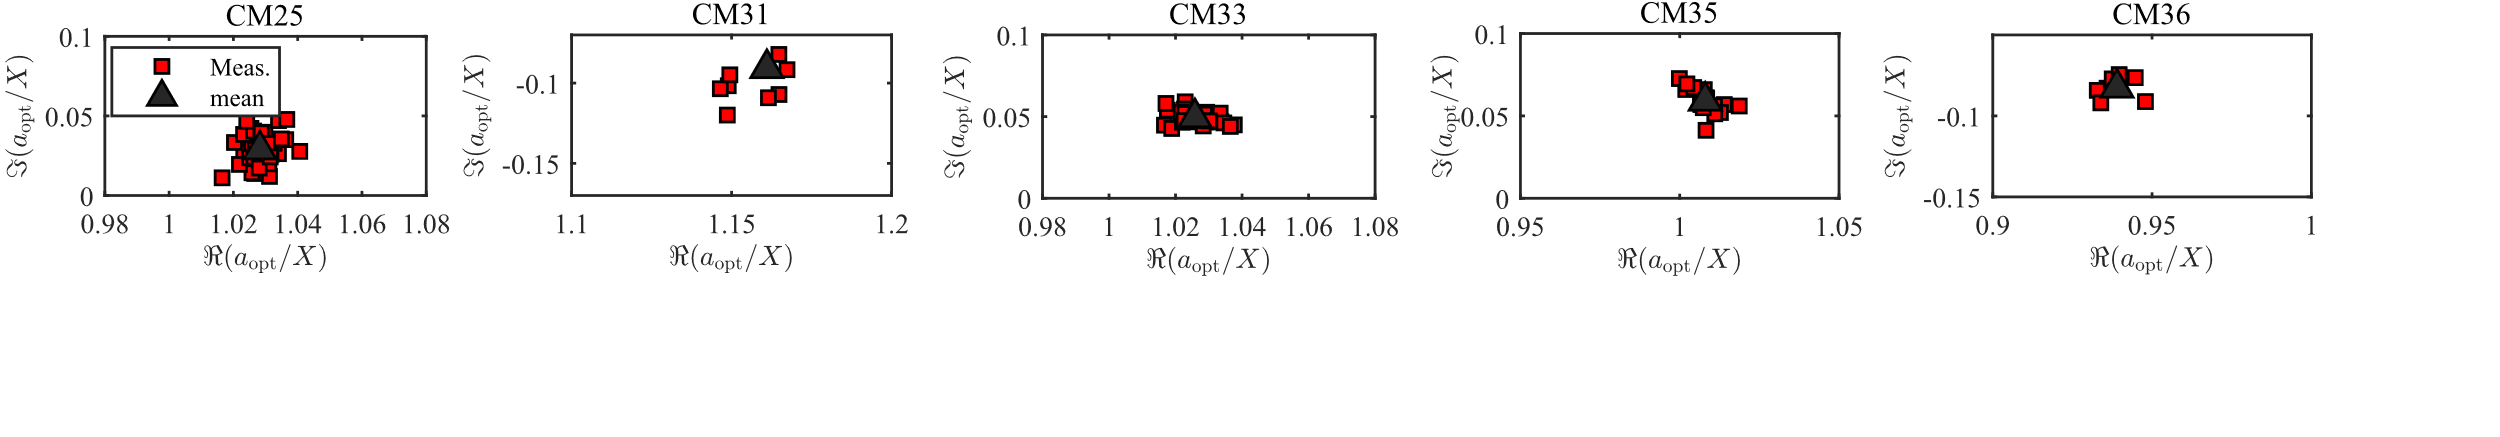 CM25
0.1
0.05
0
ℑ(a_opt/X)
Meas.
mean
0.98 1 1.02 1.04 1.06 1.08
ℜ(a_opt/X)
CM31
-0.1
-0.15
ℑ(a_opt/X)
1.1 1.15 1.2
ℜ(a_opt/X)
CM33
0.1
0.05
0
ℑ(a_opt/X)
0.98 1 1.02 1.04 1.06 1.08
ℜ(a_opt/X)
CM35
0.1
0.05
0
ℑ(a_opt/X)
0.95 1 1.05
ℜ(a_opt/X)
CM36
-0.1
-0.15
ℑ(a_opt/X)
0.9 0.95 1
ℜ(a_opt/X)